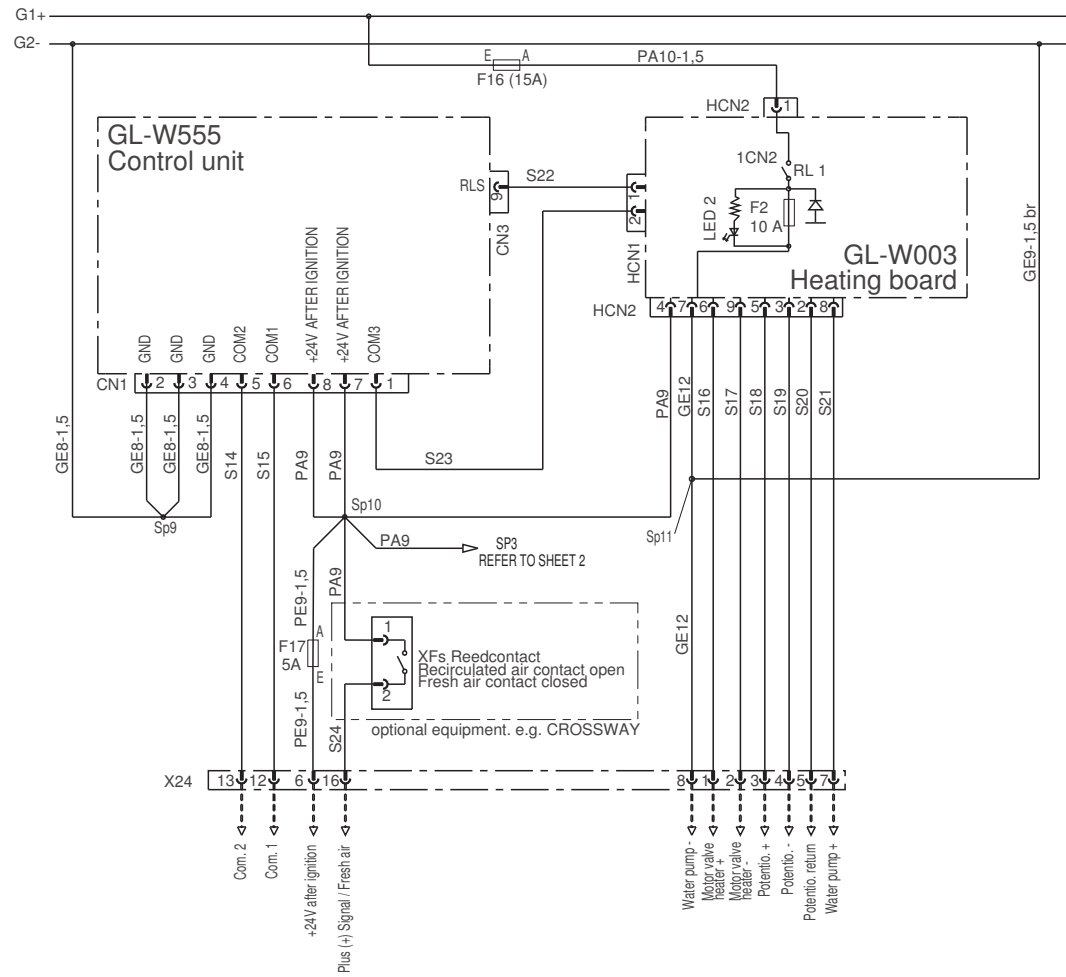 G1+
G2-
E A
PA10-1,5
F16 (15A)
HCN2 1
GL-W555
Control unit
1CN2
RL 1
RLS
9
CN3
S22
1
2
HCN1
LED 2
F2
10 A
GL-W003
Heating board
GE9-1,5 br
HCN2 4 7 6 9 5 3 2 8
GND
GND
GND
COM2
COM1
+24V AFTER IGNITION
+24V AFTER IGNITION
COM3
CN1 2 3 4 5 6 8 7 1
GE8-1,5
GE8-1,5
GE8-1,5
GE8-1,5
S14
S15
PA9
PA9
S23
PA9
GE12
S16
S17
S18
S19
S20
S21
Sp9
Sp10
Sp11
PA9
SP3
REFER TO SHEET 2
PE9-1,5
PA9
F17
5A
A
E
1
2
XFs Reedcontact
Recirculated air contact open
Fresh air contact closed
GE12
PE9-1,5
S24
optional equipment. e.g. CROSSWAY
X24 13 12 6 16 8 1 2 3 4 5 7
Com. 2
Com. 1
+24V after ignition
Plus (+) Signal / Fresh air
Water pump -
Motor valve
heater +
Motor valve
heater -
Potentio. +
Potentio. -
Potentio. return
Water pump +